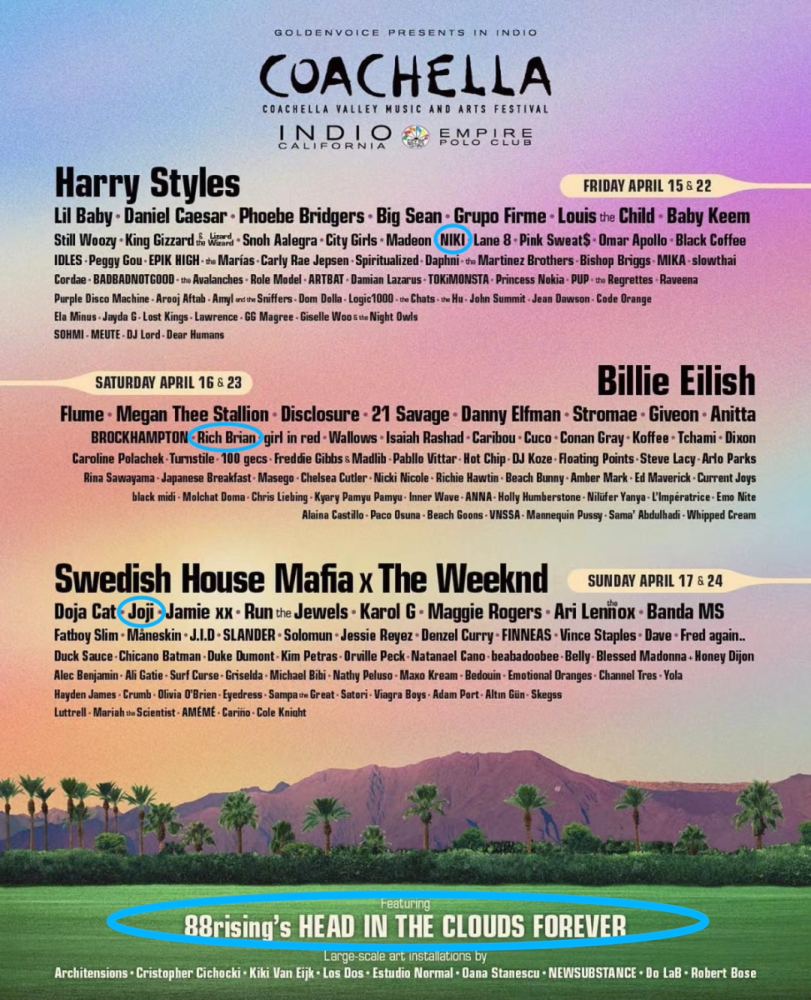 GOLDENVOICE PRESENTS IN INDIO
COACHELLA
COACHELLA VALLEY MUSIC AND ARTS FESTIVAL
INDIO CALIFORNIA EMPIRE POLO CLUB
Harry Styles
FRIDAY APRIL 15 & 22
Lil Baby • Daniel Caesar • Phoebe Bridgers • Big Sean • Grupo Firme • Louis the Child • Baby Keem
Still Woozy • King Gizzard & the Lizard Wizard • Snoh Aalegra • City Girls • Madeon NIKI Lane 8 • Pink Sweat$ • Omar Apollo • Black Coffee
IDLES • Peggy Gou • EPIK HIGH • the Marías • Carly Rae Jepsen • Spiritualized • Daphni • the Martinez Brothers • Bishop Briggs • MIKA • slowthai
Cordae • BADBADNOTGOOD • the Avalanches • Role Model • ARTBAT • Damian Lazarus • TOKiMONSTA • Princess Nokia • PUP • the Regrettes • Raveena
Purple Disco Machine • Arooj Aftab • Amyl and the Sniffers • Dom Dolla • Logic1000 • the Chats • the Hu • John Summit • Jean Dawson • Code Orange
Ela Minus • Jayda G • Lost Kings • Lawrence • GG Magree • Giselle Woo & the Night Owls
SOHMI • MEUTE • DJ Lord • Dear Humans
SATURDAY APRIL 16 & 23
Billie Eilish
Flume • Megan Thee Stallion • Disclosure • 21 Savage • Danny Elfman • Stromae • Giveon • Anitta
BROCKHAMPTON • Rich Brian girl in red • Wallows • Isaiah Rashad • Caribou • Cuco • Conan Gray • Koffee • Tchami • Dixon
Caroline Polachek • Turnstile • 100 gecs • Freddie Gibbs & Madlib • Pabllo Vittar • Hot Chip • DJ Koze • Floating Points • Steve Lacy • Arlo Parks
Rina Sawayama • Japanese Breakfast • Masego • Chelsea Cutler • Nicki Nicole • Richie Hawtin • Beach Bunny • Amber Mark • Ed Maverick • Current Joys
black midi • Molchat Doma • Chris Liebing • Kyary Pamyu Pamyu • Inner Wave • ANNA • Holly Humberstone • Nilüfer Yanya • L'Impératrice • Emo Nite
Alaina Castillo • Paco Osuna • Beach Goons • VNSSA • Mannequin Pussy • Sama' Abdulhadi • Whipped Cream
Swedish House Mafia x The Weeknd
SUNDAY APRIL 17 & 24
Doja Cat • Joji • Jamie xx • Run the Jewels • Karol G • Maggie Rogers • Ari Lennox • Banda MS
the
Fatboy Slim • Måneskin • J.I.D • SLANDER • Solomun • Jessie Reyez • Denzel Curry • FINNEAS • Vince Staples • Dave • Fred again..
Duck Sauce • Chicano Batman • Duke Dumont • Kim Petras • Orville Peck • Natanael Cano • beabadoobee • Belly • Blessed Madonna + Honey Dijon
Alec Benjamin • Ali Gatie • Surf Curse • Griselda • Michael Bibi • Nathy Peluso • Maxo Kream • Bedouin • Emotional Oranges • Channel Tres • Yola
Hayden James • Crumb • Olivia O'Brien • Eyedress • Sampa the Great • Satori • Viagra Boys • Adam Port • Altın Gün • Skegss
Luttrell • Mariah the Scientist • AMÉMÉ • Cariño • Cole Knight
Featuring
88rising's HEAD IN THE CLOUDS FOREVER
Large-scale art installations by
Architensions • Cristopher Cichocki • Kiki Van Eijk • Los Dos • Estudio Normal • Oana Stanescu • NEWSUBSTANCE • Do LaB • Robert Bose